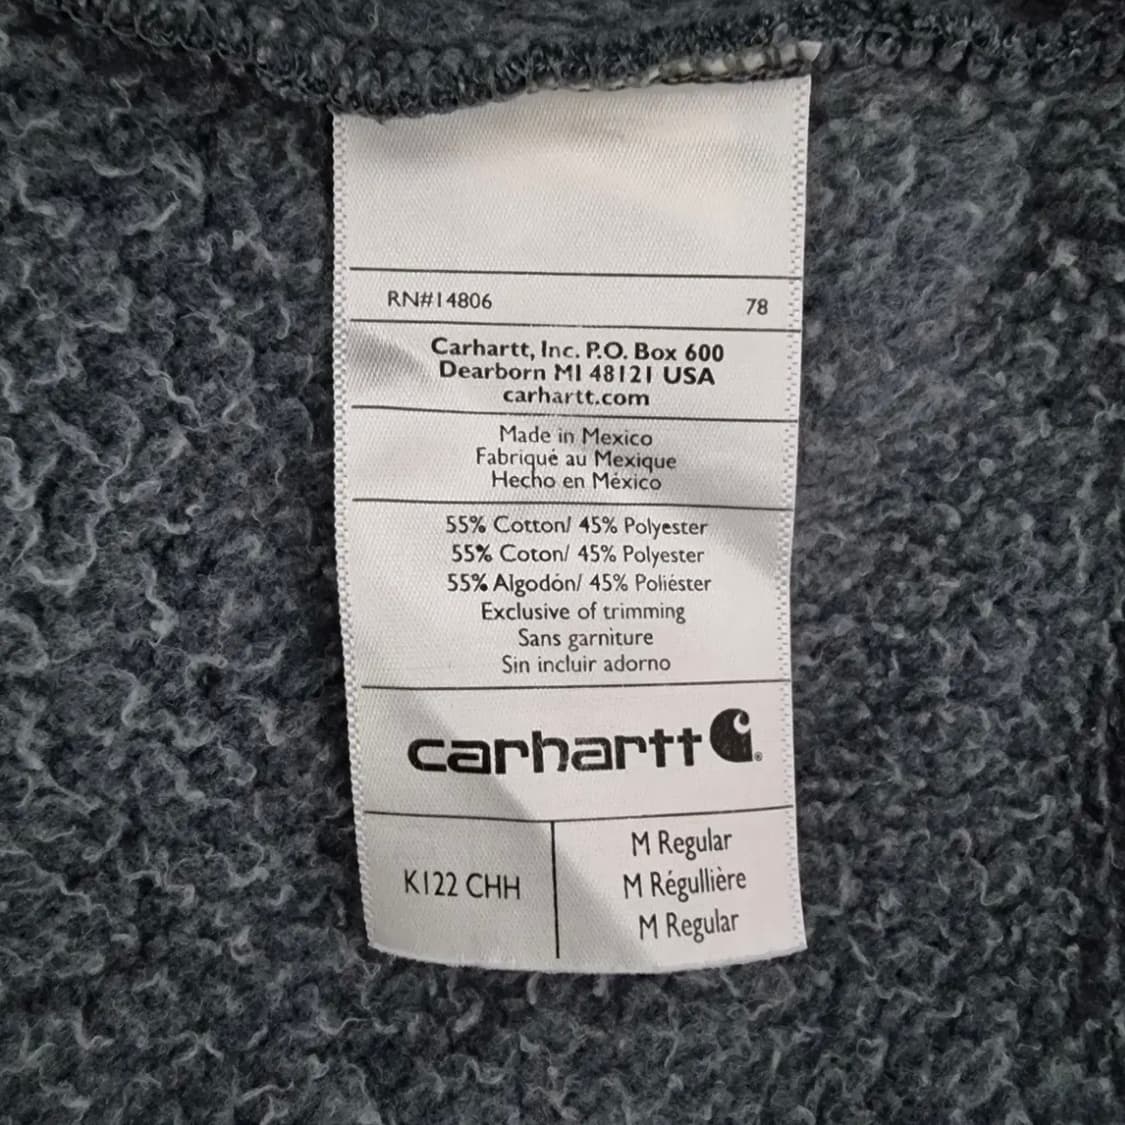 RN#14806 78
Carhartt, Inc. P.O. Box 600
Dearborn MI 48121 USA
carhartt.com
Made in Mexico
Fabriqué au Mexique
Hecho en México
55% Cotton/ 45% Polyester
55% Coton/ 45% Polyester
55% Algodón/ 45% Poliéster
Exclusive of trimming
Sans garniture
Sin incluir adorno
carhartt ®
K122 CHH
M Regular
M Régullière
M Regular